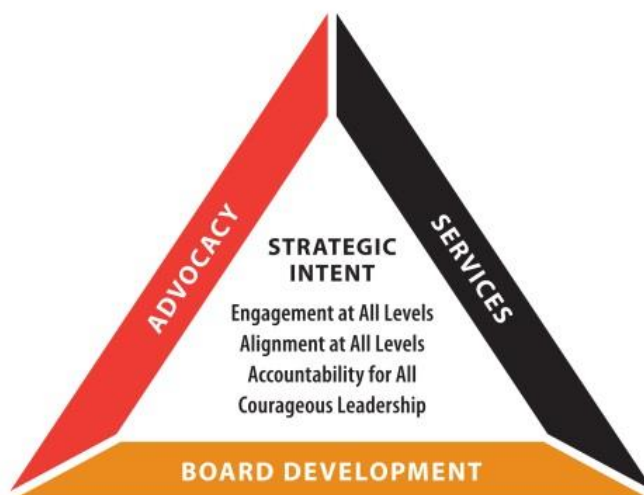 ADVOCACY
SERVICES
STRATEGIC
INTENT
Engagement at All Levels
Alignment at All Levels
Accountability for All
Courageous Leadership
BOARD DEVELOPMENT